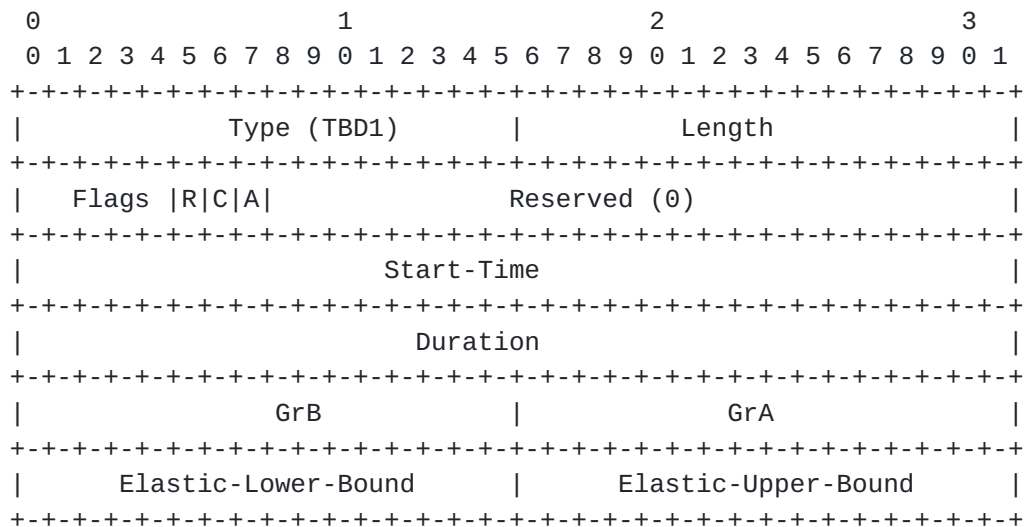 0                   1                   2                   3
 0 1 2 3 4 5 6 7 8 9 0 1 2 3 4 5 6 7 8 9 0 1 2 3 4 5 6 7 8 9 0 1
+-+-+-+-+-+-+-+-+-+-+-+-+-+-+-+-+-+-+-+-+-+-+-+-+-+-+-+-+-+-+-+-+
|             Type (TBD1)       |          Length               |
+-+-+-+-+-+-+-+-+-+-+-+-+-+-+-+-+-+-+-+-+-+-+-+-+-+-+-+-+-+-+-+-+
|   Flags |R|C|A|               Reserved (0)                    |
+-+-+-+-+-+-+-+-+-+-+-+-+-+-+-+-+-+-+-+-+-+-+-+-+-+-+-+-+-+-+-+-+
|                       Start-Time                              |
+-+-+-+-+-+-+-+-+-+-+-+-+-+-+-+-+-+-+-+-+-+-+-+-+-+-+-+-+-+-+-+-+
|                         Duration                              |
+-+-+-+-+-+-+-+-+-+-+-+-+-+-+-+-+-+-+-+-+-+-+-+-+-+-+-+-+-+-+-+-+
|                GrB            |             GrA               |
+-+-+-+-+-+-+-+-+-+-+-+-+-+-+-+-+-+-+-+-+-+-+-+-+-+-+-+-+-+-+-+-+
|      Elastic-Lower-Bound      |      Elastic-Upper-Bound      |
+-+-+-+-+-+-+-+-+-+-+-+-+-+-+-+-+-+-+-+-+-+-+-+-+-+-+-+-+-+-+-+-+